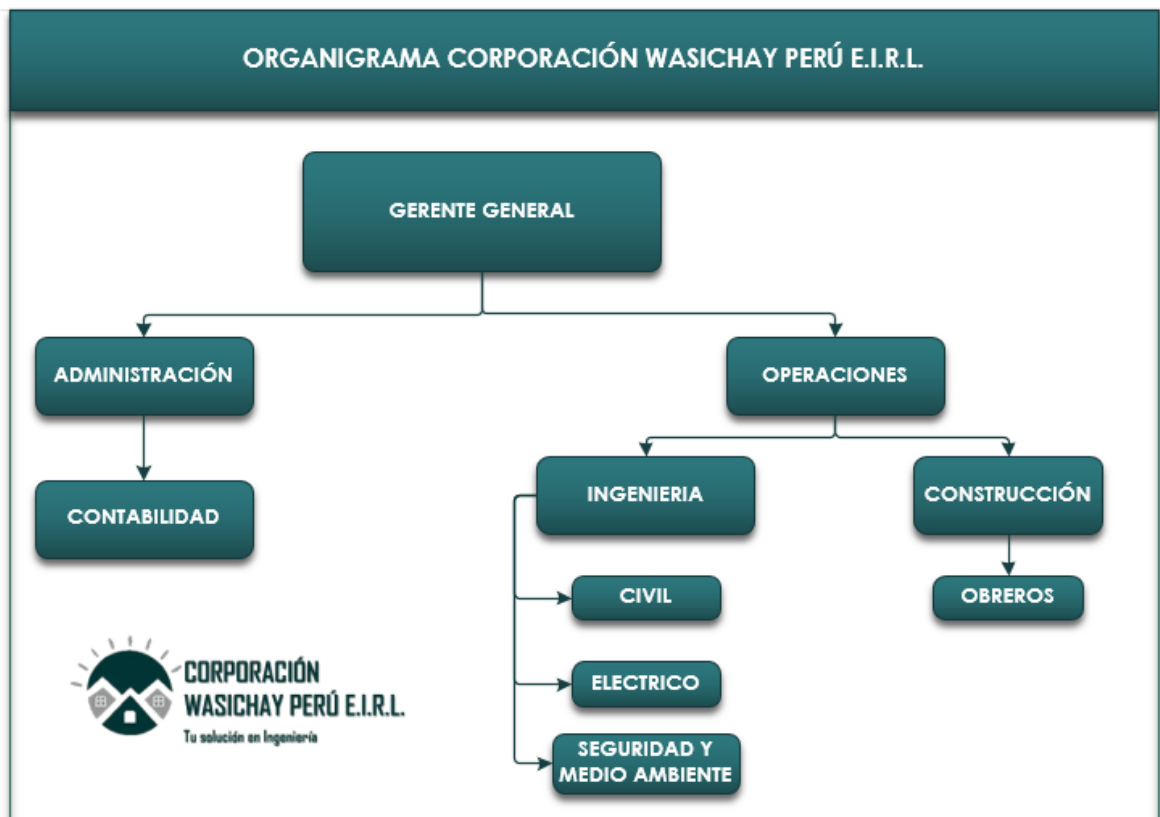 ORGANIGRAMA CORPORACIÓN WASICHAY PERÚ E.I.R.L.
GERENTE GENERAL
ADMINISTRACIÓN
OPERACIONES
CONTABILIDAD
INGENIERIA
CONSTRUCCIÓN
CIVIL
OBREROS
ELECTRICO
SEGURIDAD Y
MEDIO AMBIENTE
CORPORACIÓN
WASICHAY PERÚ E.I.R.L.
Tu solución en Ingeniería